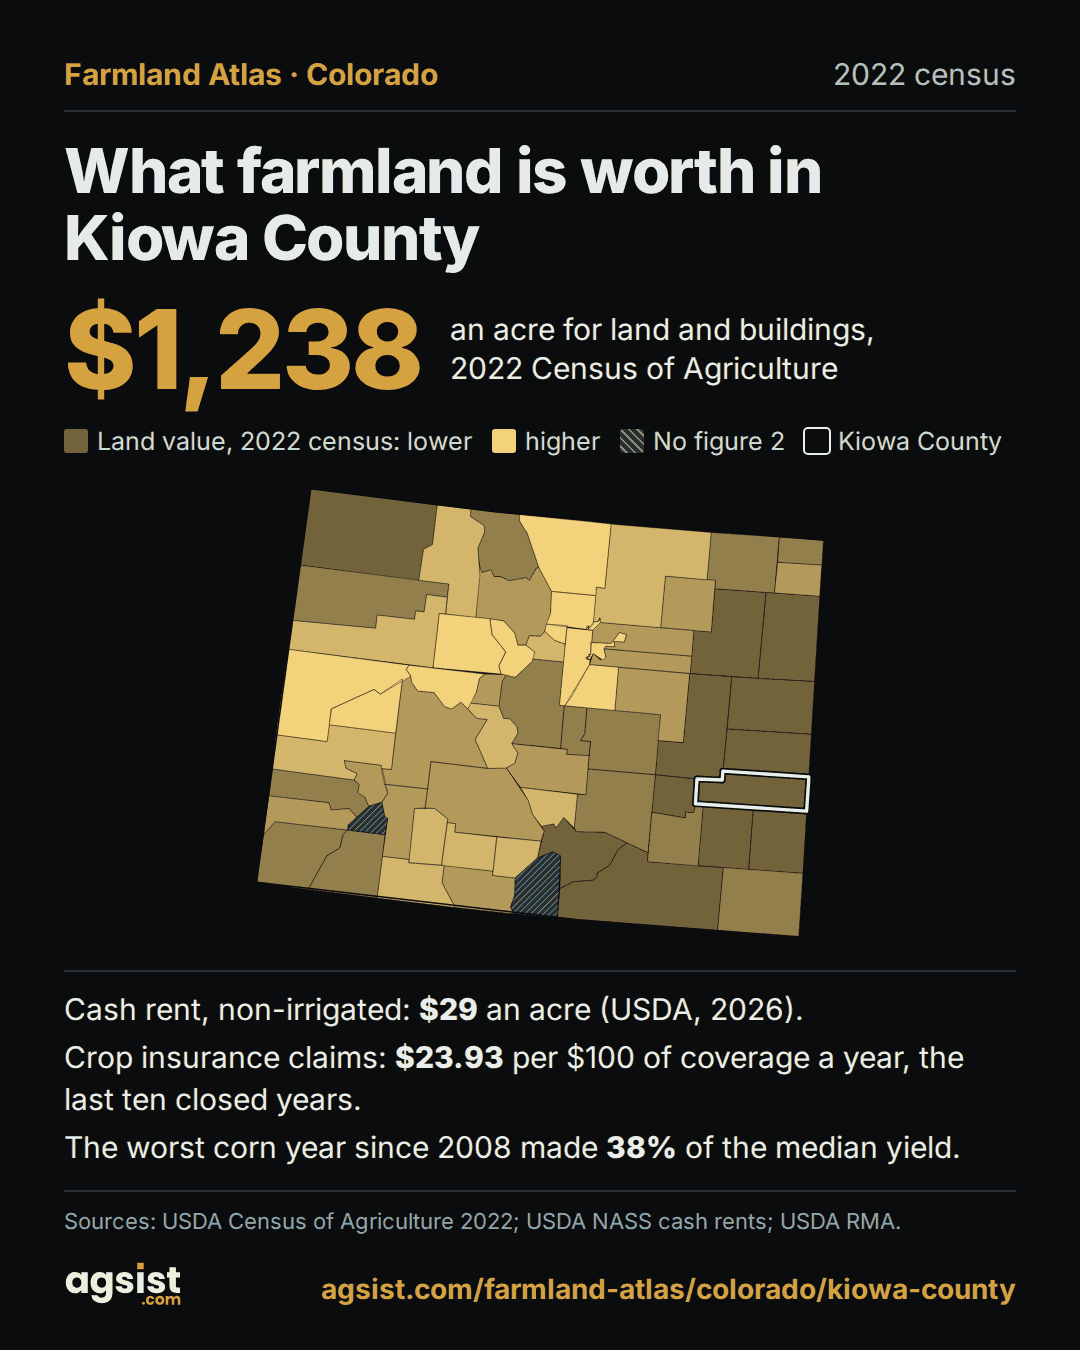 Farmland Atlas · Colorado
2022 census
What farmland is worth in
Kiowa County
$1,238
an acre for land and buildings,
2022 Census of Agriculture
Land value, 2022 census: lower
higher
No figure 2
Kiowa County
Cash rent, non-irrigated: $29 an acre (USDA, 2026).
Crop insurance claims: $23.93 per $100 of coverage a year, the
last ten closed years.
The worst corn year since 2008 made 38% of the median yield.
Sources: USDA Census of Agriculture 2022; USDA NASS cash rents; USDA RMA.
agsist
.com
agsist.com/farmland-atlas/colorado/kiowa-county